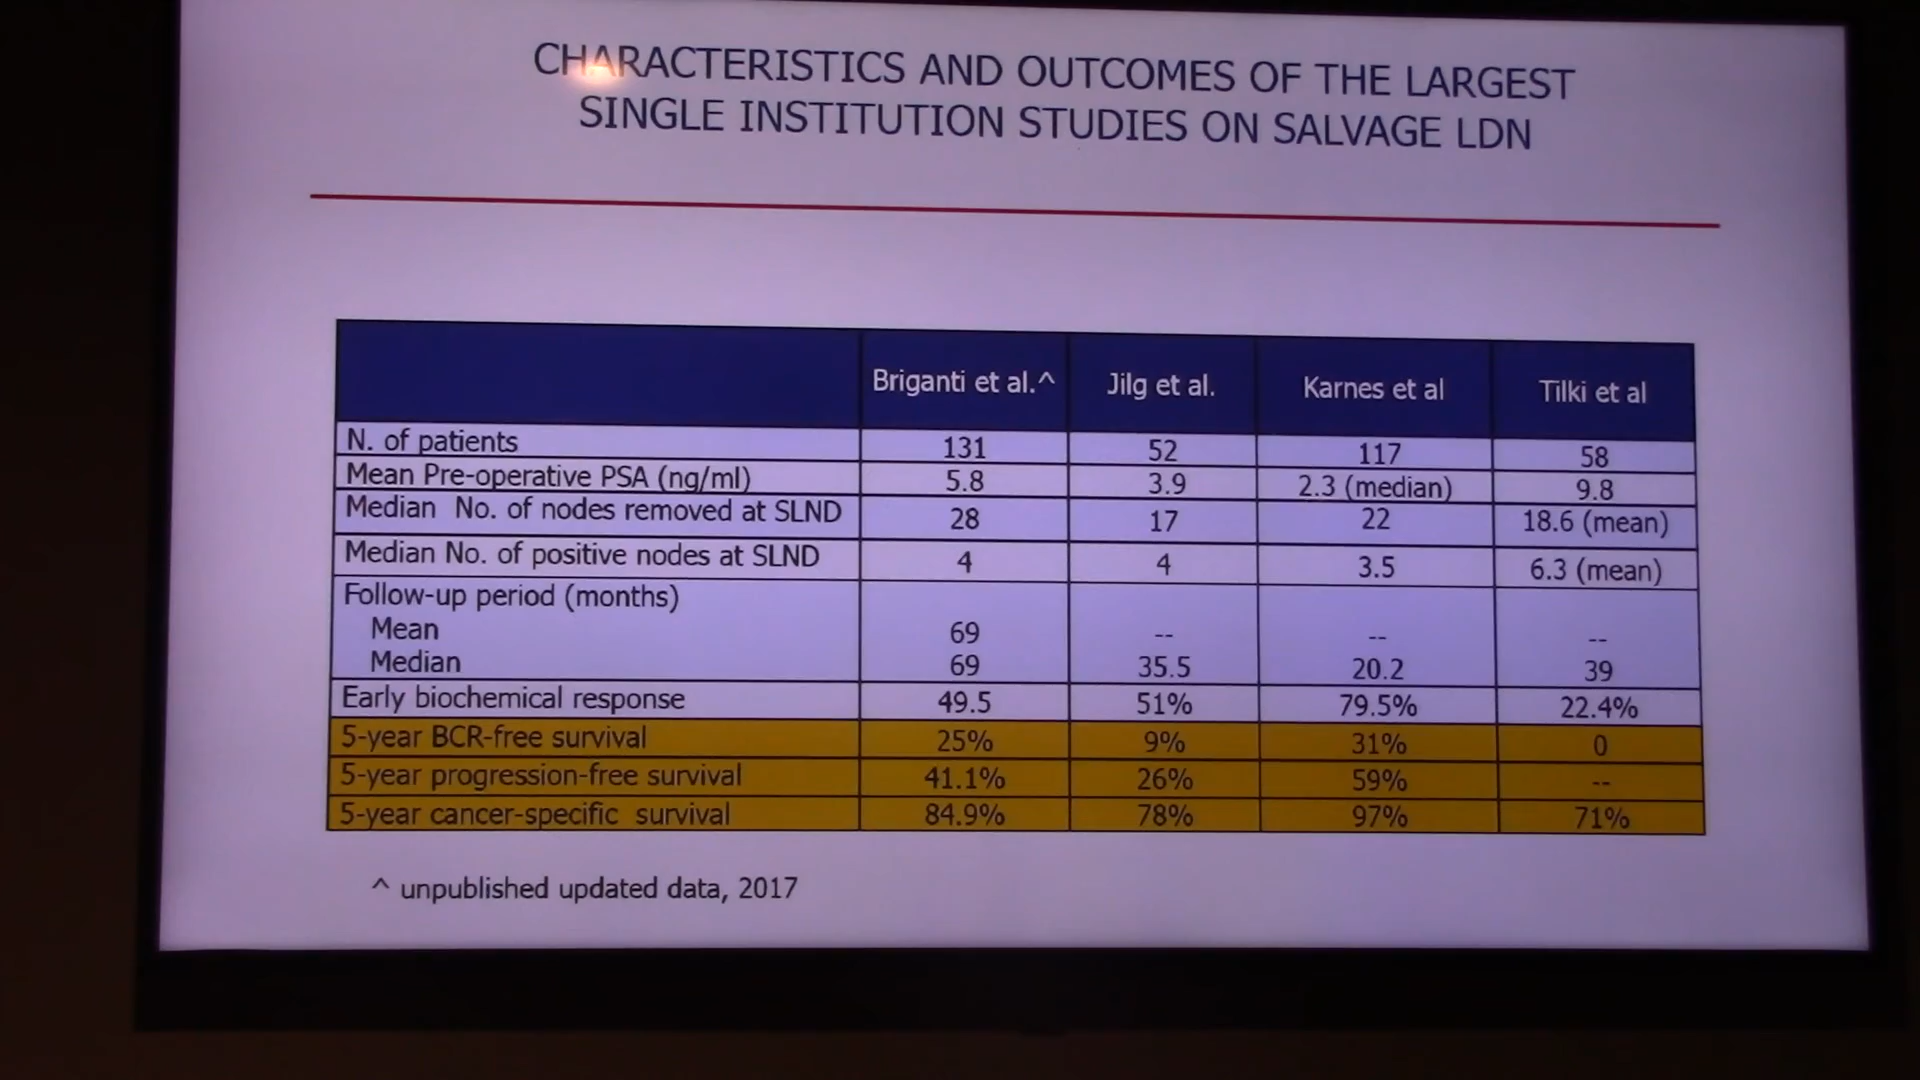 CHARACTERISTICS AND OUTCOMES OF THE LARGEST
SINGLE INSTITUTION STUDIES ON SALVAGE LDN
Briganti et al.^ Jilg et al. Karnes et al Tilki et al
N. of patients 131 52 117 58
Mean Pre-operative PSA (ng/ml) 5.8 3.9 2.3 (median) 9.8
Median No. of nodes removed at SLND 28 17 22 18.6 (mean)
Median No. of positive nodes at SLND 4 4 3.5 6.3 (mean)
Follow-up period (months)
Mean 69 -- -- --
Median 69 35.5 20.2 39
Early biochemical response 49.5 51% 79.5% 22.4%
5-year BCR-free survival 25% 9% 31% 0
5-year progression-free survival 41.1% 26% 59% --
5-year cancer-specific survival 84.9% 78% 97% 71%
^ unpublished updated data, 2017